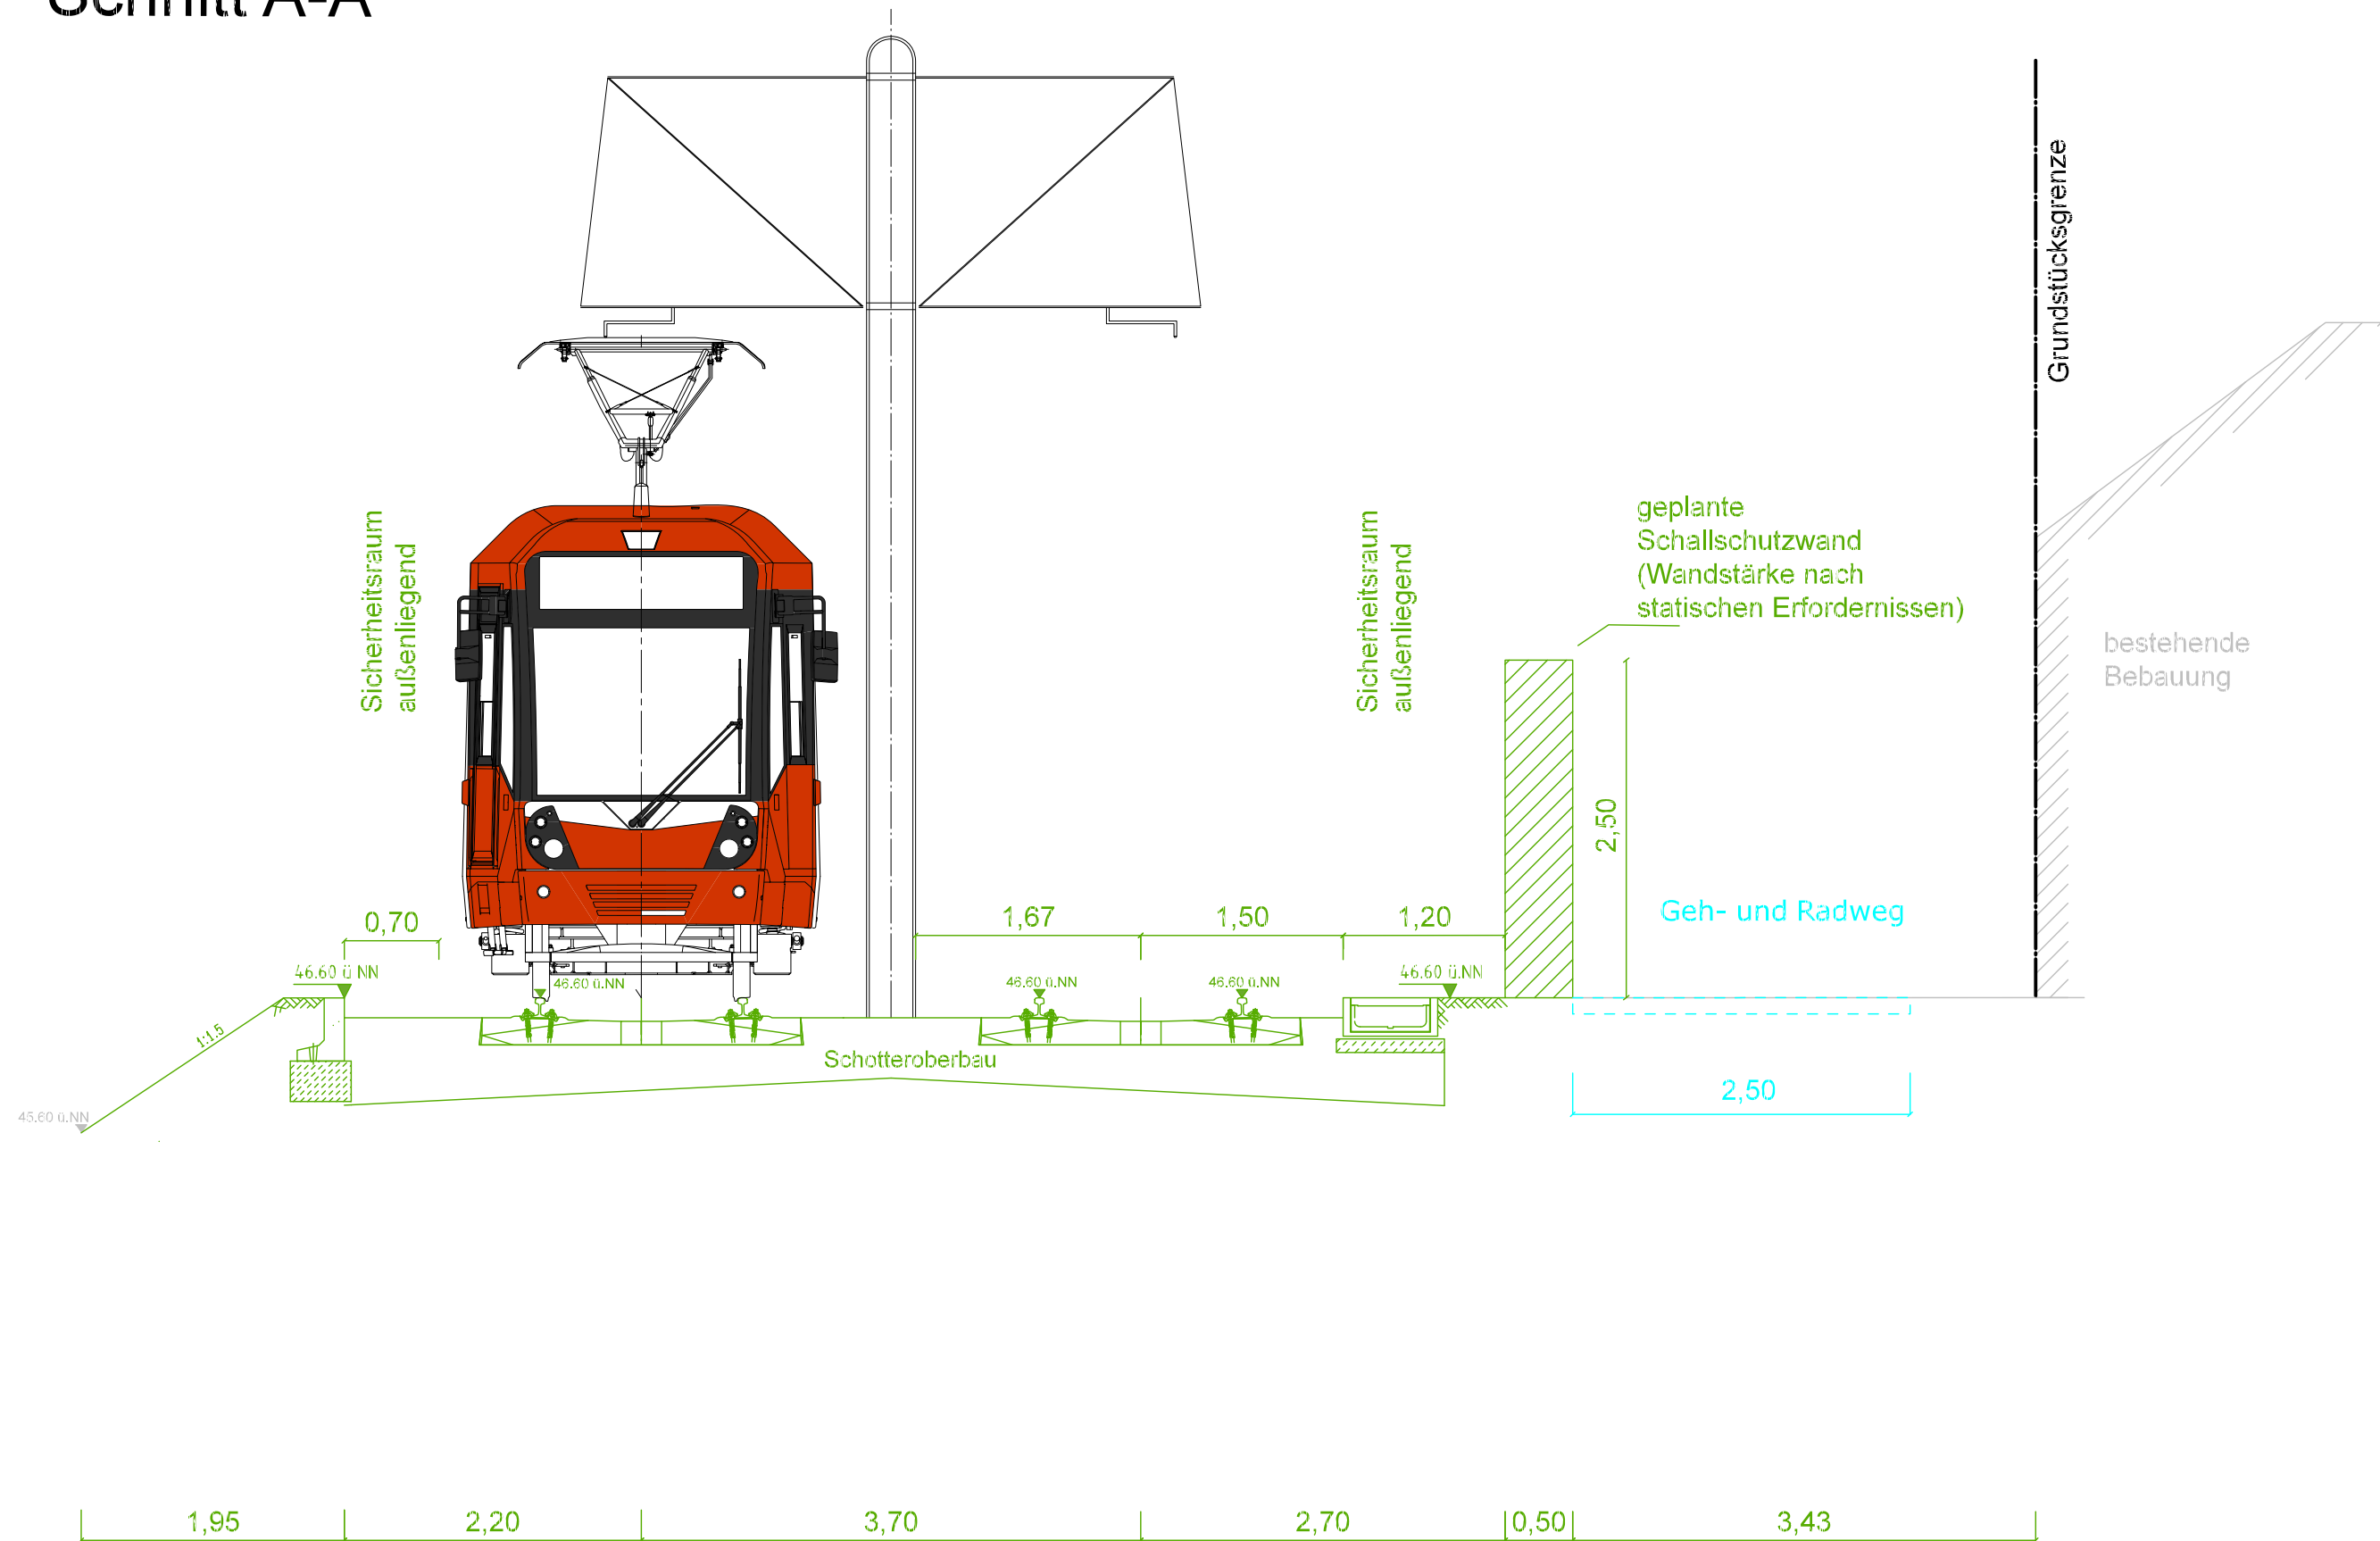 Schnitt A-A
Grundstücksgrenze
Sicherheitsraum
außenliegend
Sicherheitsraum
außenliegend
geplante
Schallschutzwand
(Wandstärke nach
statischen Erfordernissen)
bestehende
Bebauung
2,50
Geh- und Radweg
0,70
1,67
1,50
1,20
46.60 ü NN
46.60 ü.NN
46.60 ü.NN
46.60 ü.NN
46.60 ü.NN
1:1.5
Schotteroberbau
45.60 ü.NN
2,50
1,95
2,20
3,70
2,70
0,50
3,43